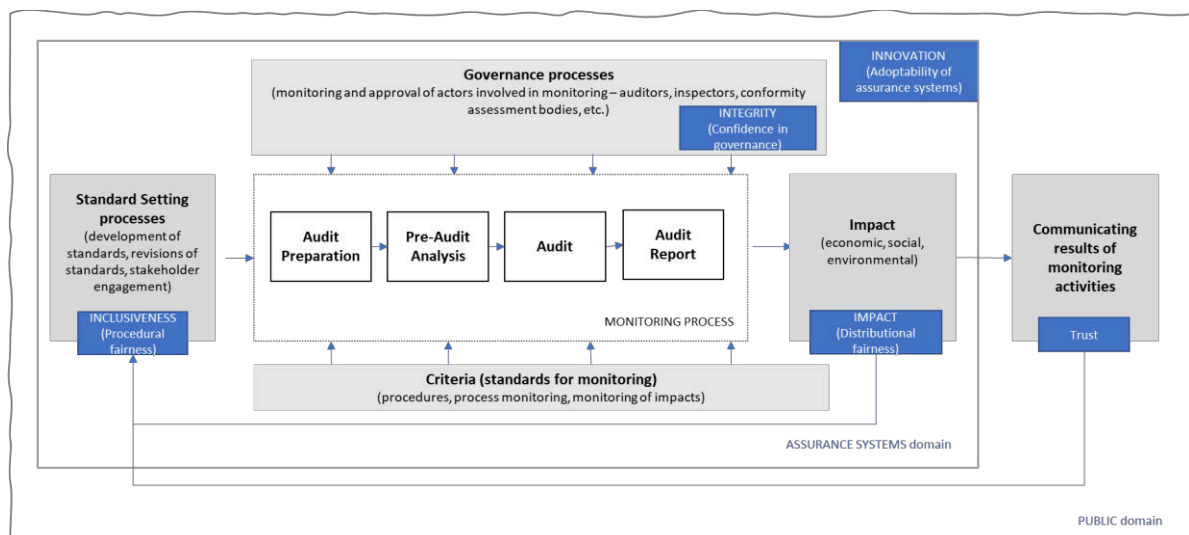 INNOVATION
(Adoptability of
assurance systems)
Governance processes
(monitoring and approval of actors involved in monitoring – auditors, inspectors, conformity
assessment bodies, etc.)
INTEGRITY
(Confidence in
governance)
Standard Setting
processes
(development of
standards, revisions of
standards, stakeholder
engagement)
INCLUSIVENESS
(Procedural
fairness)
Audit
Preparation
Pre-Audit
Analysis
Audit
Audit
Report
MONITORING PROCESS
Impact
(economic, social,
environmental)
IMPACT
(Distributional
fairness)
Communicating
results of
monitoring
activities
Trust
Criteria (standards for monitoring)
(procedures, process monitoring, monitoring of impacts)
ASSURANCE SYSTEMS domain
PUBLIC domain